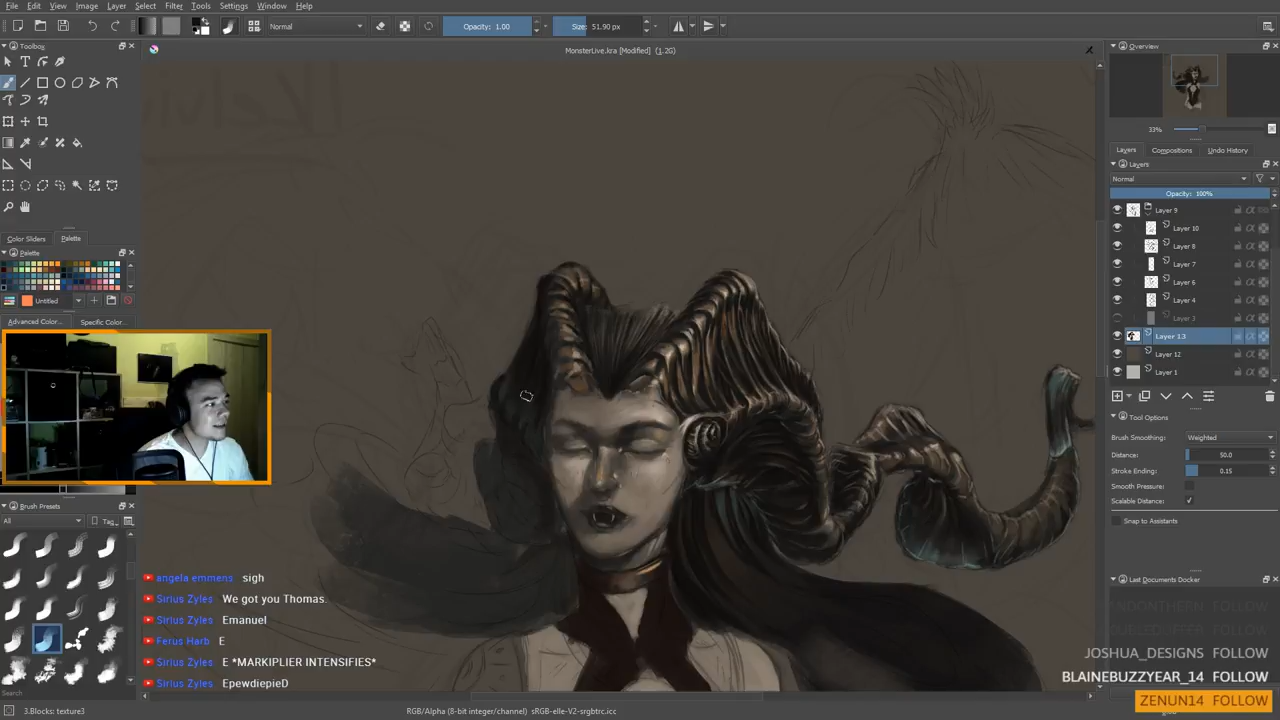 File Edit View Image Layer Select Filter Tools Settings Window Help
Normal
Opacity: 1.00
Size: 51.90 px
MonsterLive.kra [Modified] (1.2G)
Toolbox
Overview
33%
Layers Compositions Undo History
Layers
Normal
Opacity: 100%
Layer 9
Layer 10
Layer 8
Layer 7
Layer 6
Layer 4
Layer 3
Layer 13
Layer 12
Layer 1
Tool Options
Brush Smoothing: Weighted
Distance: 50.0
Stroke Ending: 0.15
Smooth Pressure:
Scalable Distance:
Snap to Assistants
Last Documents Docker
Color Sliders Palette
Palette
Untitled
Advanced Color... Specific Color...
Brush Presets
All Tag
Search
angela emmens sigh
Sirius Zyles We got you Thomas.
Sirius Zyles Emanuel
Ferus Harb E
Sirius Zyles E *MARKIPLIER INTENSIFIES*
Sirius Zyles EpewdiepieD
JOSHUA_DESIGNS FOLLOW
BLAINEBUZZYEAR_14 FOLLOW
ZENUN14 FOLLOW
3.Blocks: texture3
RGB/Alpha (8-bit integer/channel) sRGB-elle-V2-srgbtrc.icc